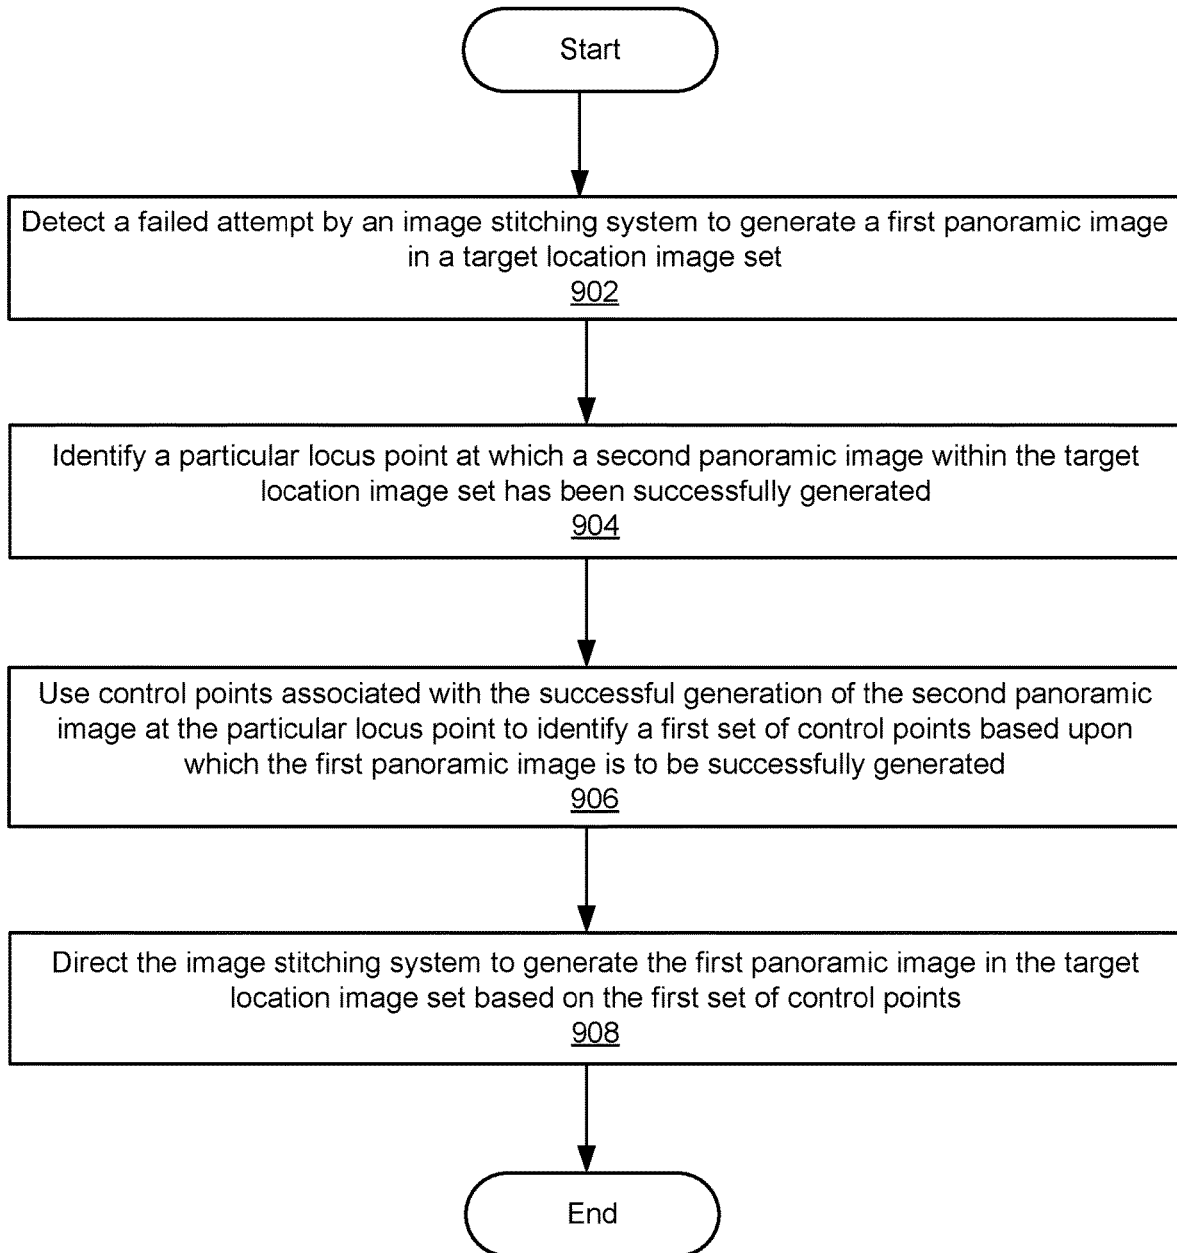 Start
Detect a failed attempt by an image stitching system to generate a first panoramic image
in a target location image set
902
Identify a particular locus point at which a second panoramic image within the target
location image set has been successfully generated
904
Use control points associated with the successful generation of the second panoramic
image at the particular locus point to identify a first set of control points based upon
which the first panoramic image is to be successfully generated
906
Direct the image stitching system to generate the first panoramic image in the target
location image set based on the first set of control points
908
End